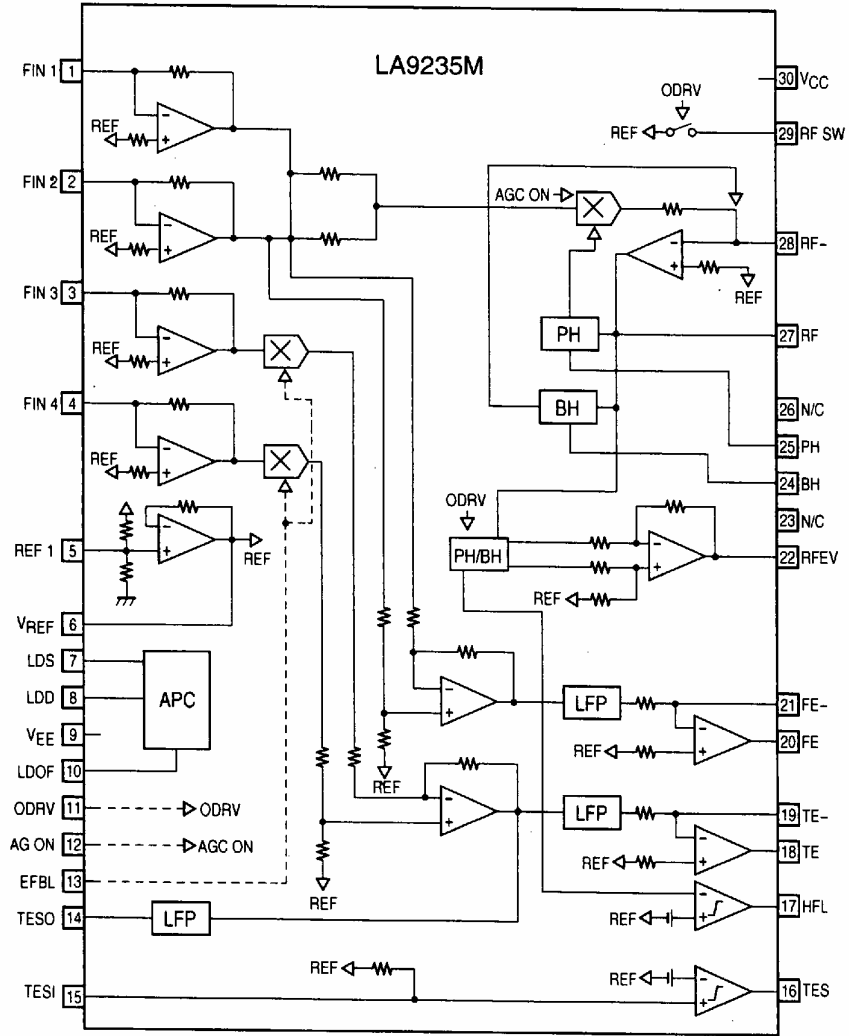 LA9235M
FIN 1 1
REF
FIN 2 2
REF
FIN 3 3
REF
FIN 4 4
REF
REF 1 5
REF
VREF 6
LDS 7
LDD 8
APC
VEE 9
LDOF 10
ODRV 11
ODRV
AG ON 12
AGC ON
EFBL 13
TESO 14
LFP
TESI 15
REF
REF
REF
30 VCC
ODRV
REF
29 RF SW
AGC ON
28 RF-
REF
PH
27 RF
BH
26 N/C
25 PH
24 BH
ODRV
23 N/C
PH/BH
22 RFEV
REF
LFP
21 FE-
REF
20 FE
LFP
19 TE-
REF
18 TE
REF
17 HFL
REF
16 TES